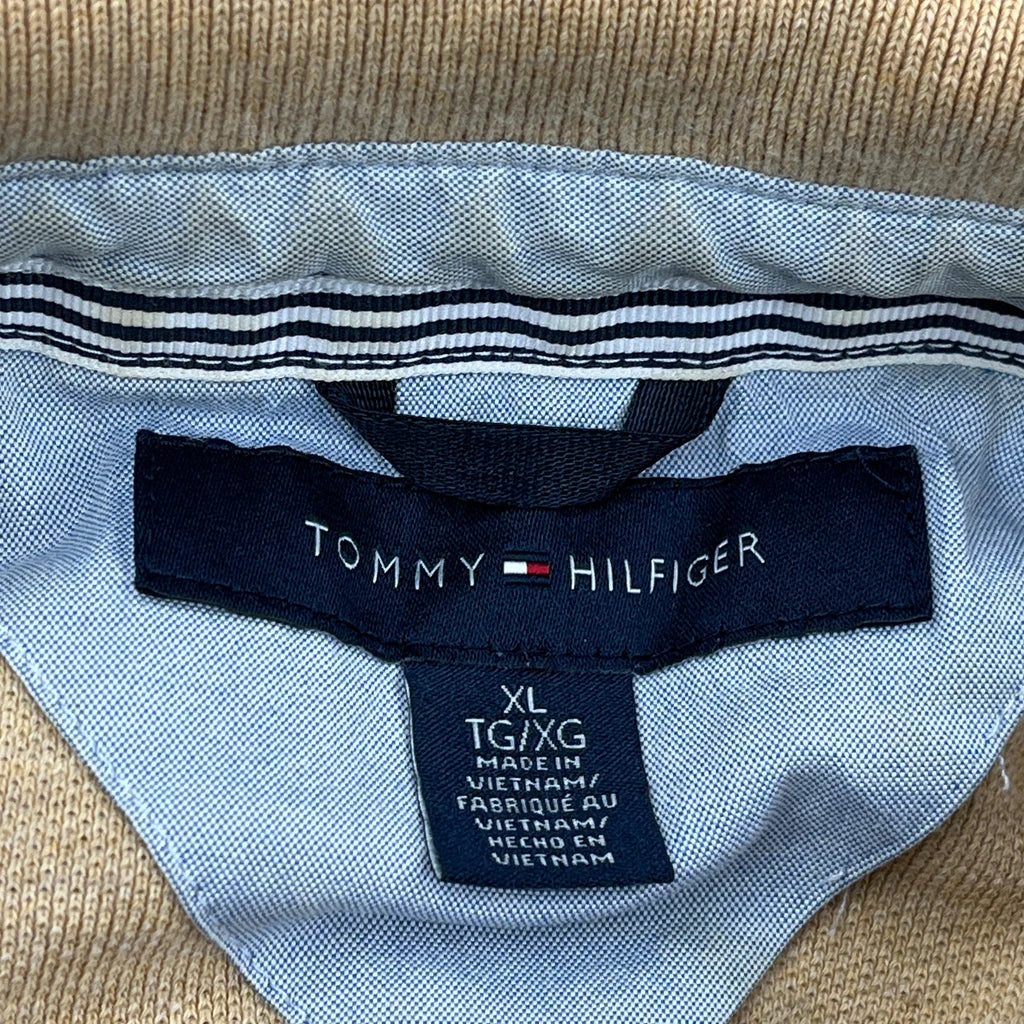 TOMMY HILFIGER
XL
TG/XG
MADE IN
VIETNAM/
FABRIQUÉ AU
VIETNAM/
HECHO EN
VIETNAM